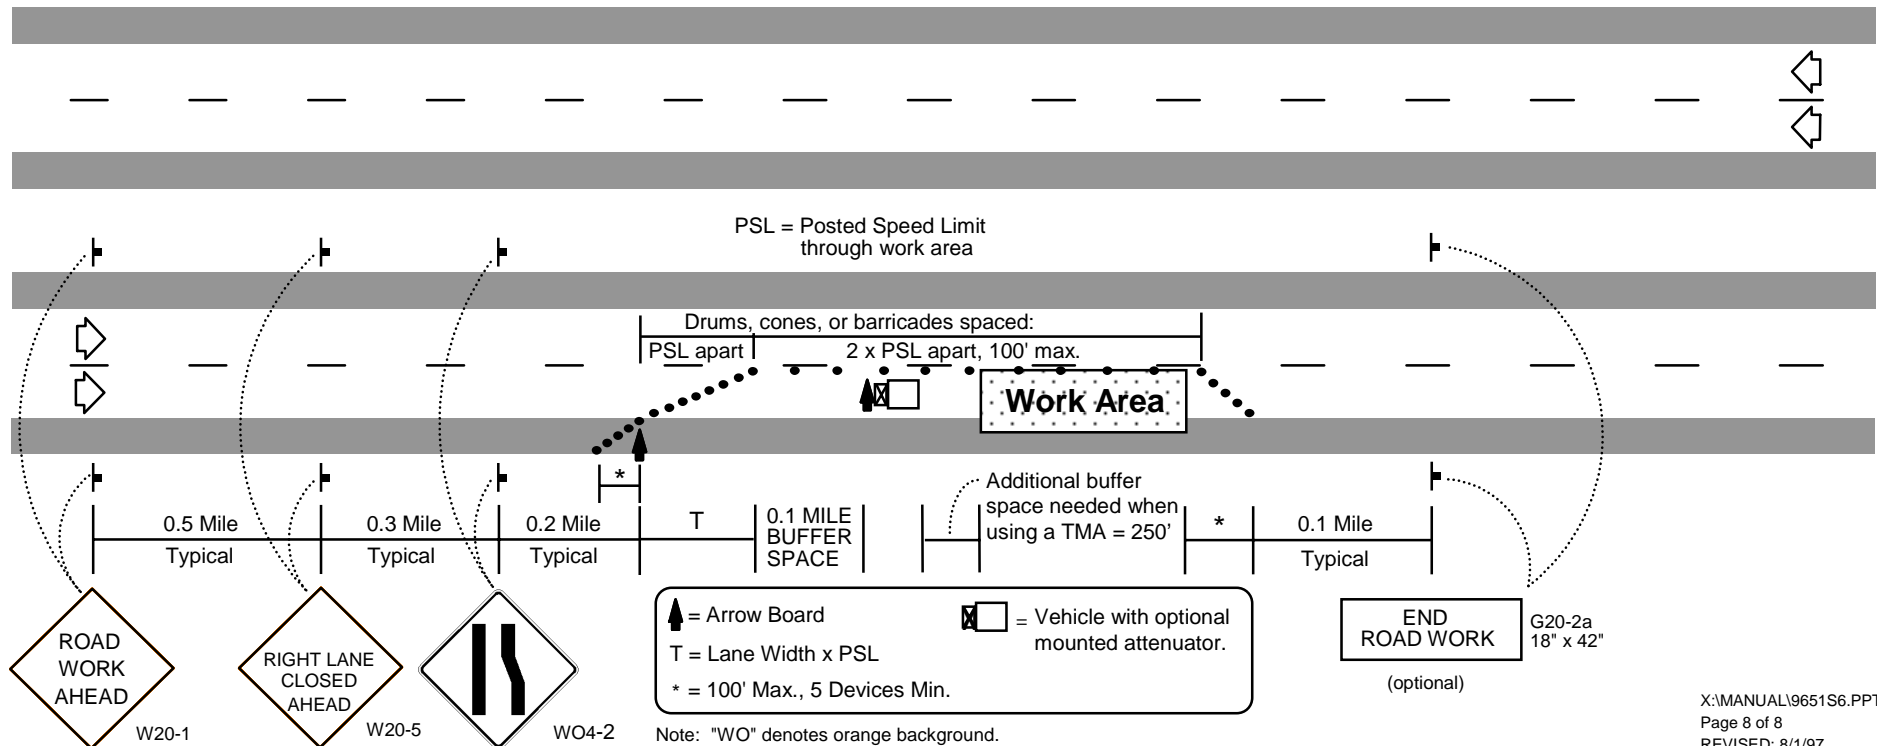 PSL = Posted Speed Limit
through work area
Drums, cones, or barricades spaced:
PSL apart
2 x PSL apart, 100' max.
Work Area
*
0.5 Mile
Typical
0.3 Mile
Typical
0.2 Mile
Typical
T
0.1 MILE
BUFFER
SPACE
Additional buffer
space needed when
using a TMA = 250’
*
0.1 Mile
Typical
ROAD
WORK
AHEAD
W20-1
RIGHT LANE
CLOSED
AHEAD
W20-5
WO4-2
= Arrow Board
T = Lane Width x PSL
* = 100' Max., 5 Devices Min.
= Vehicle with optional
mounted attenuator.
Note: "WO" denotes orange background.
END
ROAD WORK
G20-2a
18" x 42"
(optional)
X:\MANUAL\9651S6.PPT
Page 8 of 8
REVISED: 8/1/97